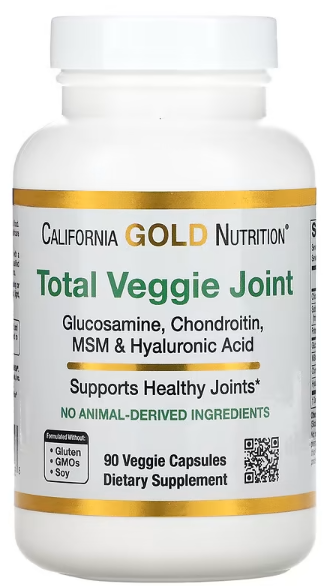 CALIFORNIA GOLD NUTRITION®
Total Veggie Joint
Glucosamine, Chondroitin,
MSM & Hyaluronic Acid
Supports Healthy Joints*
NO ANIMAL-DERIVED INGREDIENTS
Formulated Without:
• Gluten
• GMOs
• Soy
90 Veggie Capsules
Dietary Supplement